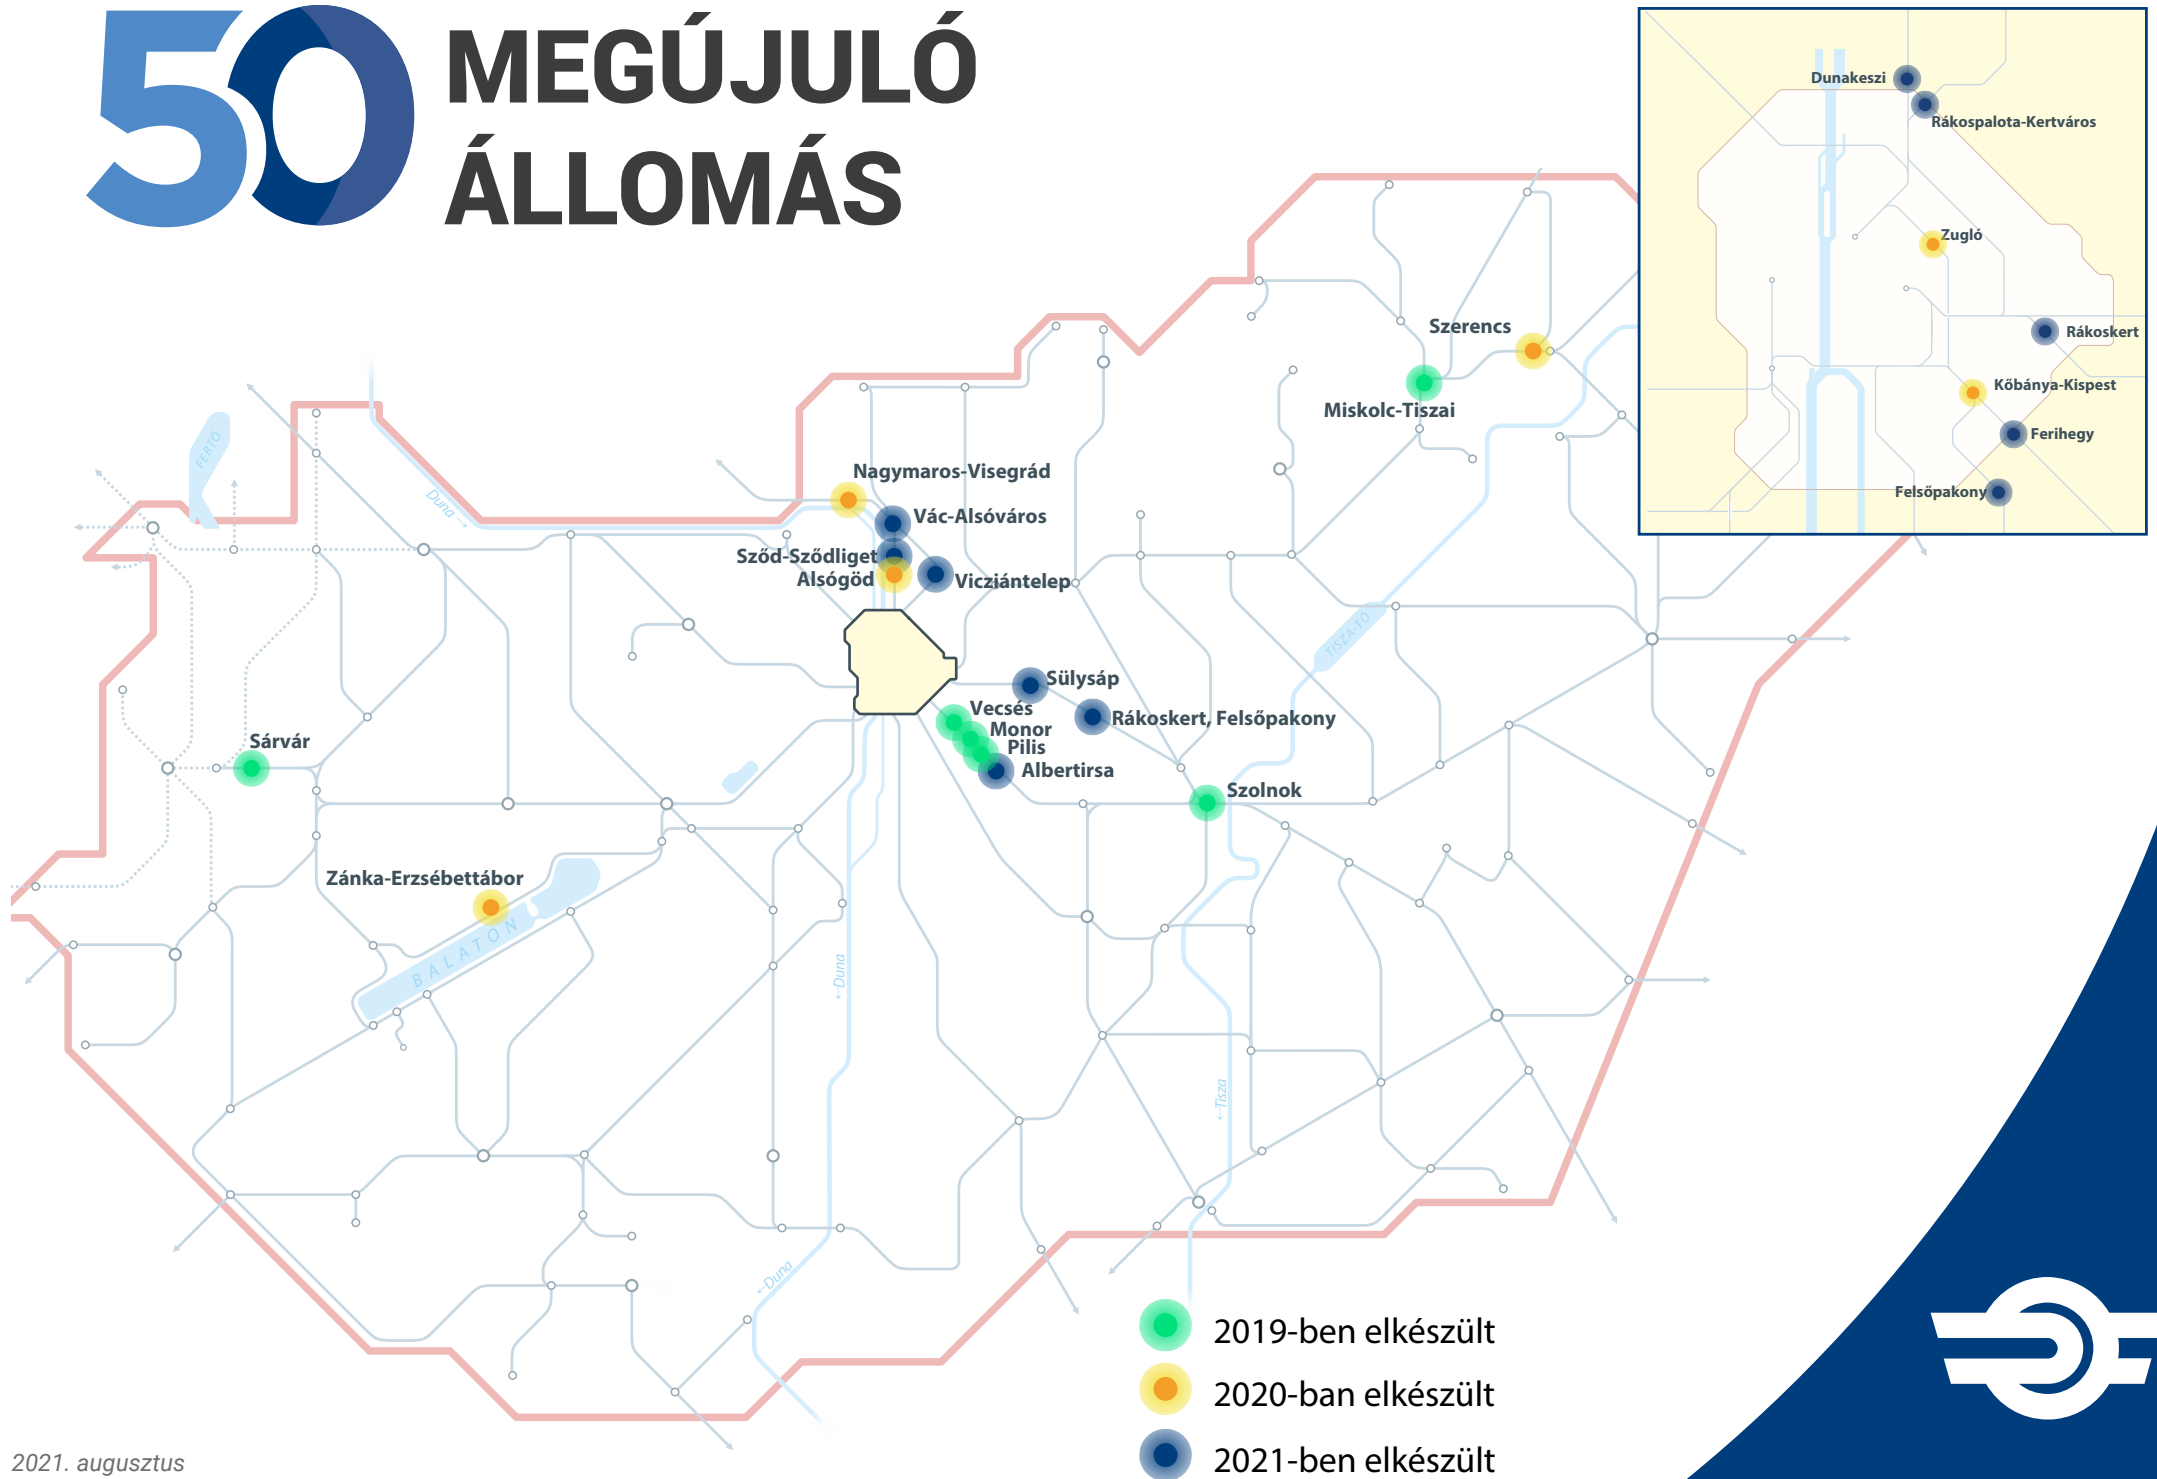 50 MEGÚJULÓ
ÁLLOMÁS
Dunakeszi
Rákospalota-Kertváros
Zugló
Rákoskert
Kőbánya-Kispest
Ferihegy
Felsőpakony
Szerencs
Miskolc-Tiszai
FERTŐ
Duna→
Nagymaros-Visegrád
Vác-Alsóváros
Sződ-Sződliget
Alsógöd
Vicziántelep
TISZA-TÓ
Sülysáp
Vecsés
Rákoskert, Felsőpakony
Monor
Pilis
Albertirsa
Sárvár
Szolnok
Zánka-Erzsébettábor
BALATON
←Duna
←Tisza
←Duna
2019-ben elkészült
2020-ban elkészült
2021-ben elkészült
2021. augusztus